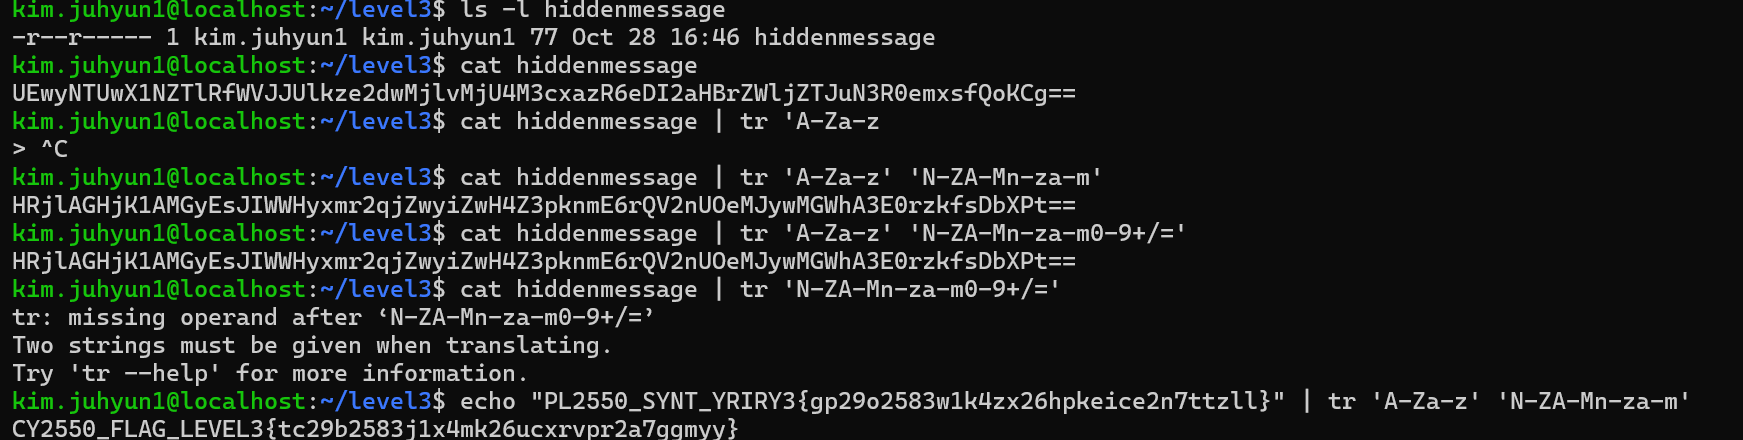 kim.juhyun1@localhost:~/level3$ ls -l hiddenmessage
-r--r----- 1 kim.juhyun1 kim.juhyun1 77 Oct 28 16:46 hiddenmessage
kim.juhyun1@localhost:~/level3$ cat hiddenmessage
UEwyNTUwX1NZTlRfWVJJUlkze2dwMjlvMjU4M3cxazR6eDI2aHBrZWljZTJuN3R0emxsfQoKCg==
kim.juhyun1@localhost:~/level3$ cat hiddenmessage | tr 'A-Za-z
> ^C
kim.juhyun1@localhost:~/level3$ cat hiddenmessage | tr 'A-Za-z' 'N-ZA-Mn-za-m'
HRjlAGHjK1AMGyEsJIWWHyxmr2qjZwyiZwH4Z3pknmE6rQV2nUOeMJywMGWhA3E0rzkfsDbXPt==
kim.juhyun1@localhost:~/level3$ cat hiddenmessage | tr 'A-Za-z' 'N-ZA-Mn-za-m0-9+/='
HRjlAGHjK1AMGyEsJIWWHyxmr2qjZwyiZwH4Z3pknmE6rQV2nUOeMJywMGWhA3E0rzkfsDbXPt==
kim.juhyun1@localhost:~/level3$ cat hiddenmessage | tr 'N-ZA-Mn-za-m0-9+/='
tr: missing operand after ‘N-ZA-Mn-za-m0-9+/=’
Two strings must be given when translating.
Try 'tr --help' for more information.
kim.juhyun1@localhost:~/level3$ echo "PL2550_SYNT_YRIRY3{gp29o2583w1k4zx26hpkeice2n7ttzll}" | tr 'A-Za-z' 'N-ZA-Mn-za-m'
CY2550_FLAG_LEVEL3{tc29b2583j1x4mk26ucxrvpr2a7ggmyy}